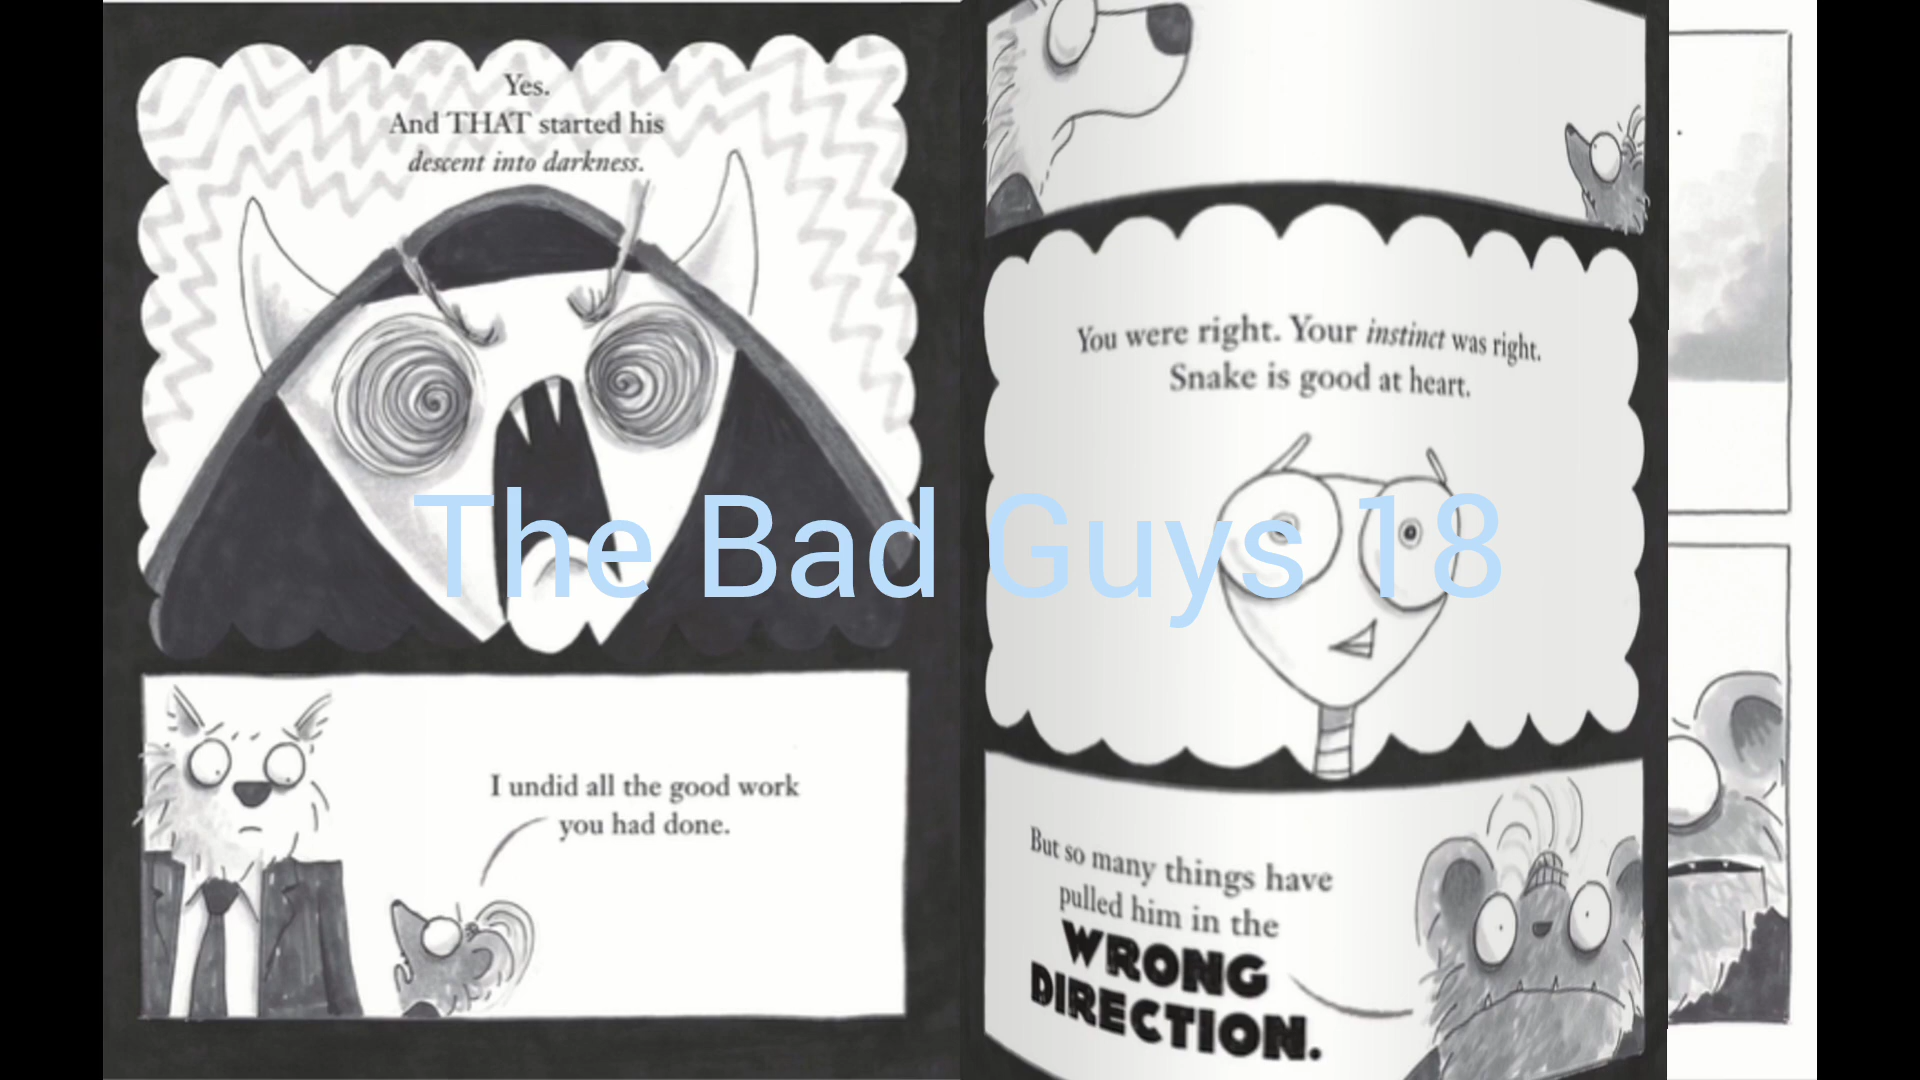 Yes.
And THAT started his
descent into darkness.
I undid all the good work
you had done.
You were right. Your instinct was right.
Snake is good at heart.
But so many things have
pulled him in the
WRONG
DIRECTION.
The Bad Guys 18